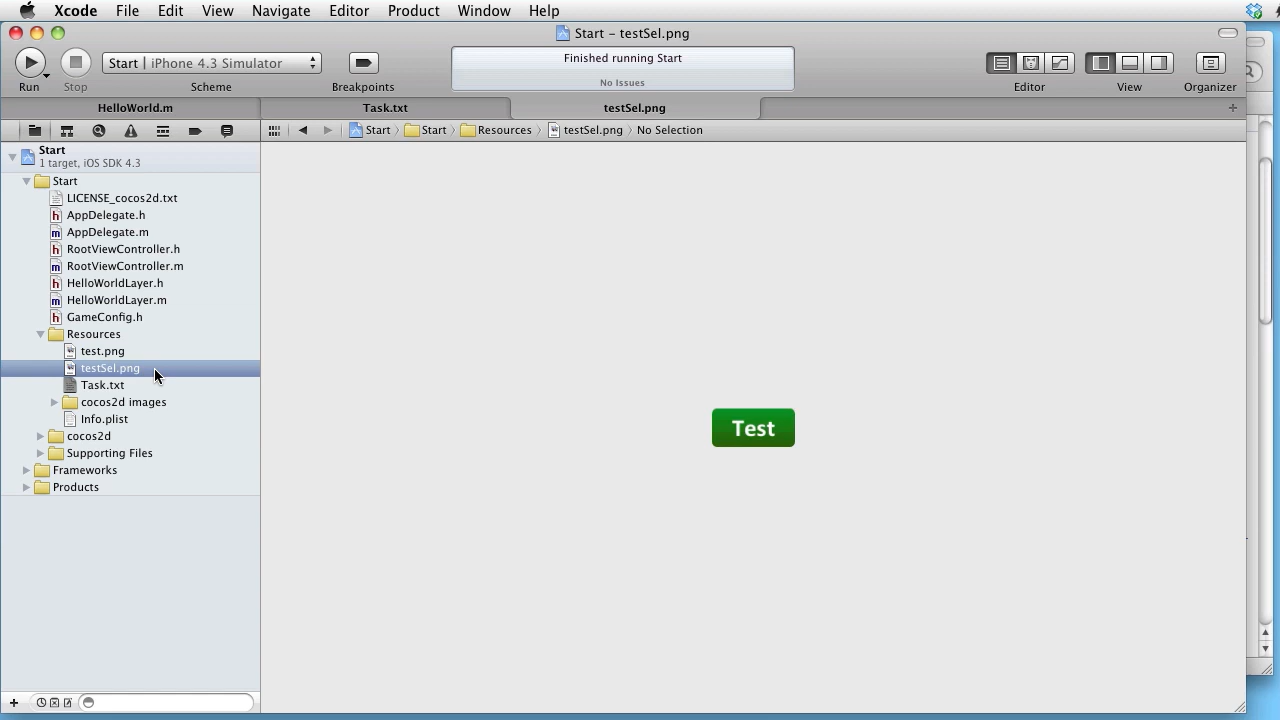 Xcode File Edit View Navigate Editor Product Window Help
Start – testSel.png
Start | iPhone 4.3 Simulator
Finished running Start
No Issues
Run Stop Scheme Breakpoints Editor View Organizer
HelloWorld.m Task.txt testSel.png
Start Start Resources testSel.png No Selection
Start
1 target, iOS SDK 4.3
Start
LICENSE_cocos2d.txt
AppDelegate.h
AppDelegate.m
RootViewController.h
RootViewController.m
HelloWorldLayer.h
HelloWorldLayer.m
GameConfig.h
Resources
test.png
testSel.png
Task.txt
cocos2d images
Info.plist
cocos2d
Supporting Files
Frameworks
Products
Test